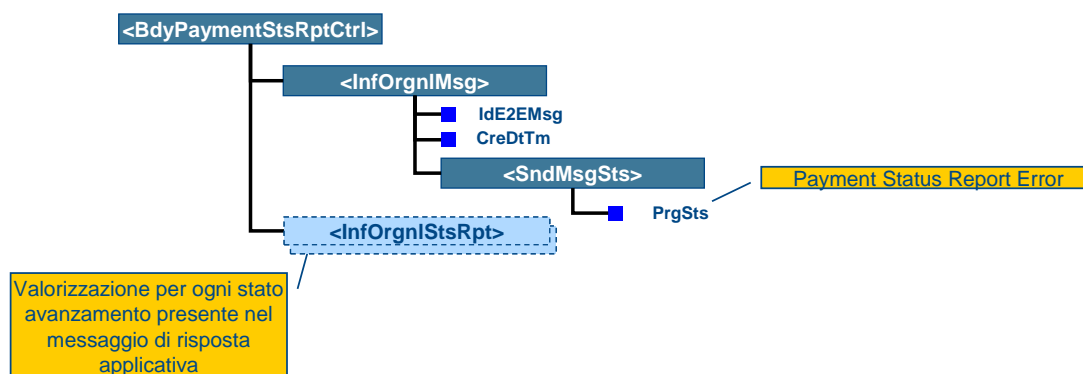 <BdyPaymentStsRptCtrl>
<InfOrgnlMsg>
IdE2EMsg
CreDtTm
<SndMsgSts>
Payment Status Report Error
PrgSts
<InfOrgnlStsRpt>
Valorizzazione per ogni stato
avanzamento presente nel
messaggio di risposta
applicativa